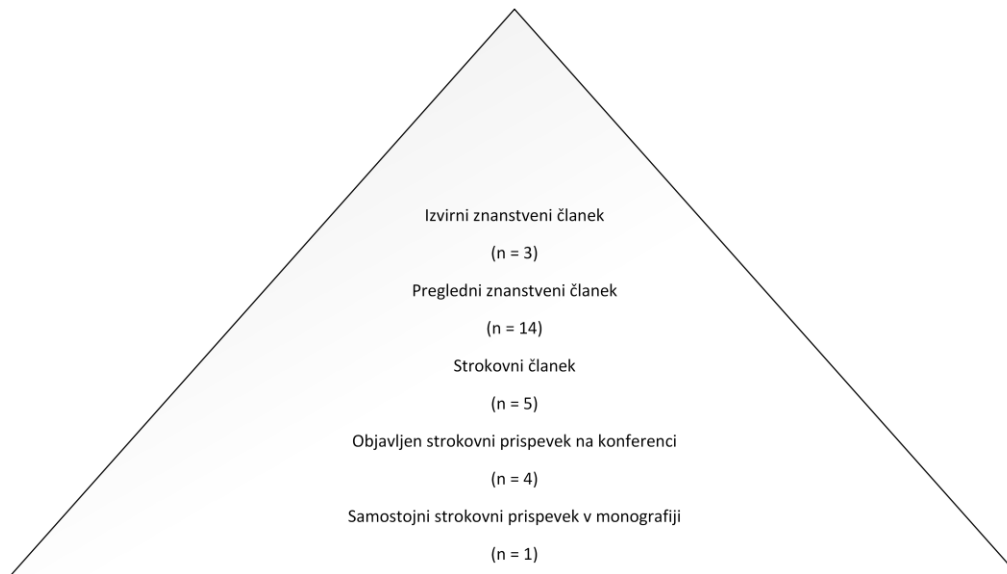 Izvirni znanstveni članek
(n = 3)
Pregledni znanstveni članek
(n = 14)
Strokovni članek
(n = 5)
Objavljen strokovni prispevek na konferenci
(n = 4)
Samostojni strokovni prispevek v monografiji
(n = 1)